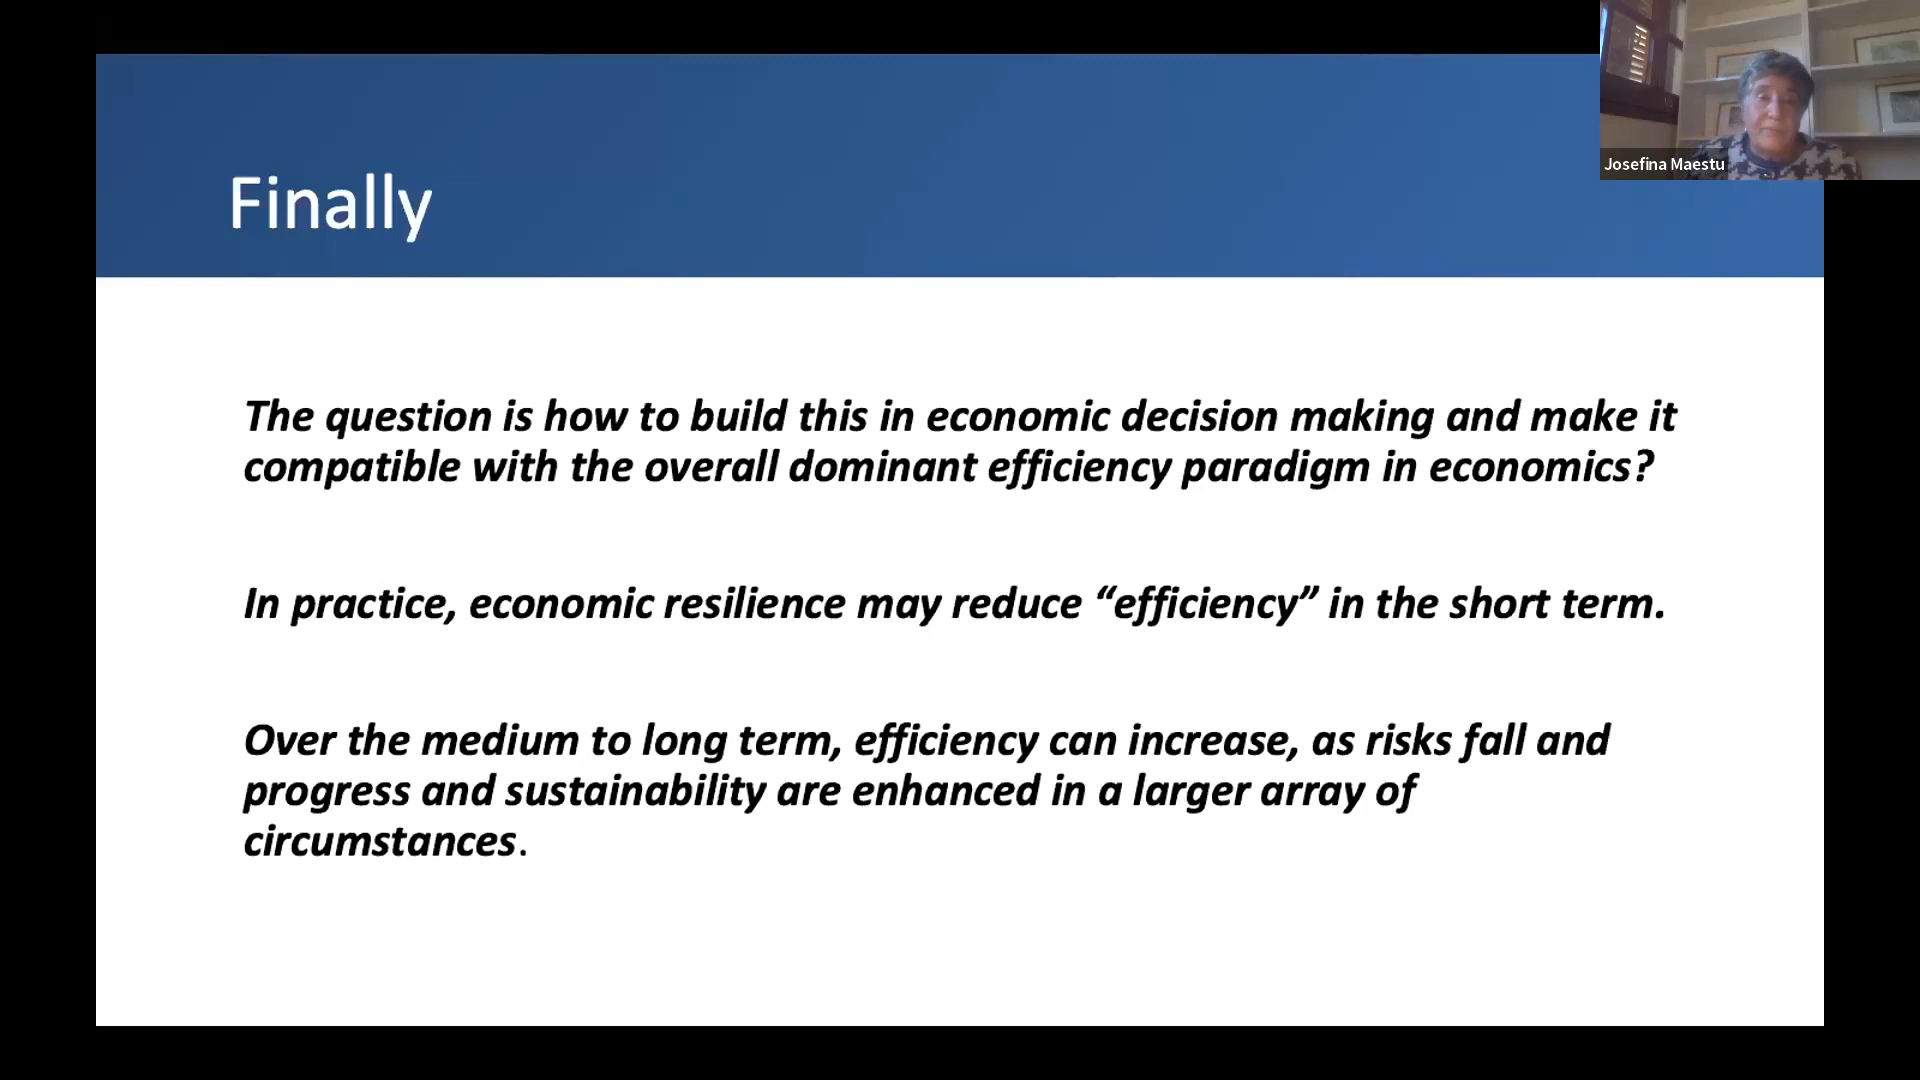 Finally
Josefina Maestu
The question is how to build this in economic decision making and make it
compatible with the overall dominant efficiency paradigm in economics?
In practice, economic resilience may reduce “efficiency” in the short term.
Over the medium to long term, efficiency can increase, as risks fall and
progress and sustainability are enhanced in a larger array of
circumstances.